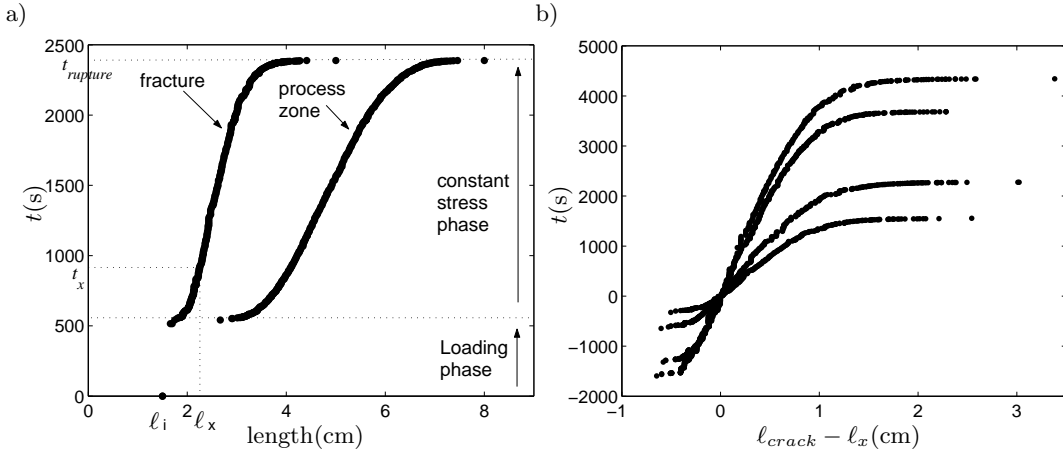 a)
2500
t_rupture
2000
1500
1000
t_x
500
0
t(s)
fracture
process
zone
constant
stress
phase
Loading
phase
0 2 4 6 8
ℓ_i ℓ_x
length(cm)
b)
5000
4000
3000
2000
1000
0
−1000
−2000
t(s)
−1 0 1 2 3
ℓ_crack − ℓ_x(cm)